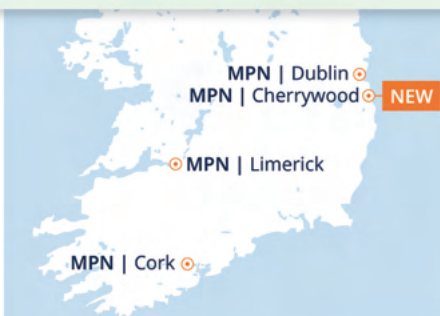 MPN | Dublin
MPN | Cherrywood NEW
MPN | Limerick
MPN | Cork